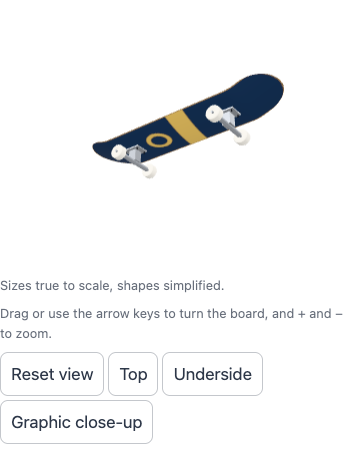 Sizes true to scale, shapes simplified.
Drag or use the arrow keys to turn the board, and + and −
to zoom.
Reset view
Top
Underside
Graphic close-up